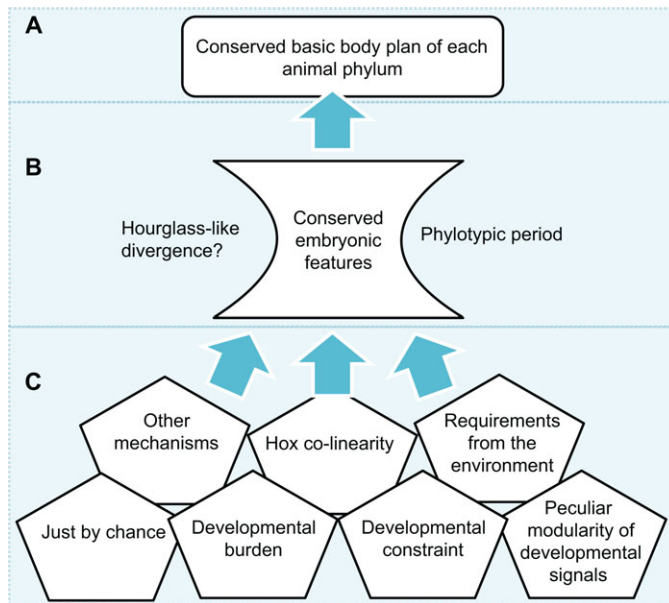 A
Conserved basic body plan of each
animal phylum
B
Hourglass-like
divergence?
Conserved
embryonic
features
Phylotypic period
C
Other
mechanisms
Hox co-linearity
Requirements
from the
environment
Just by chance
Developmental
burden
Developmental
constraint
Peculiar
modularity of
developmental
signals